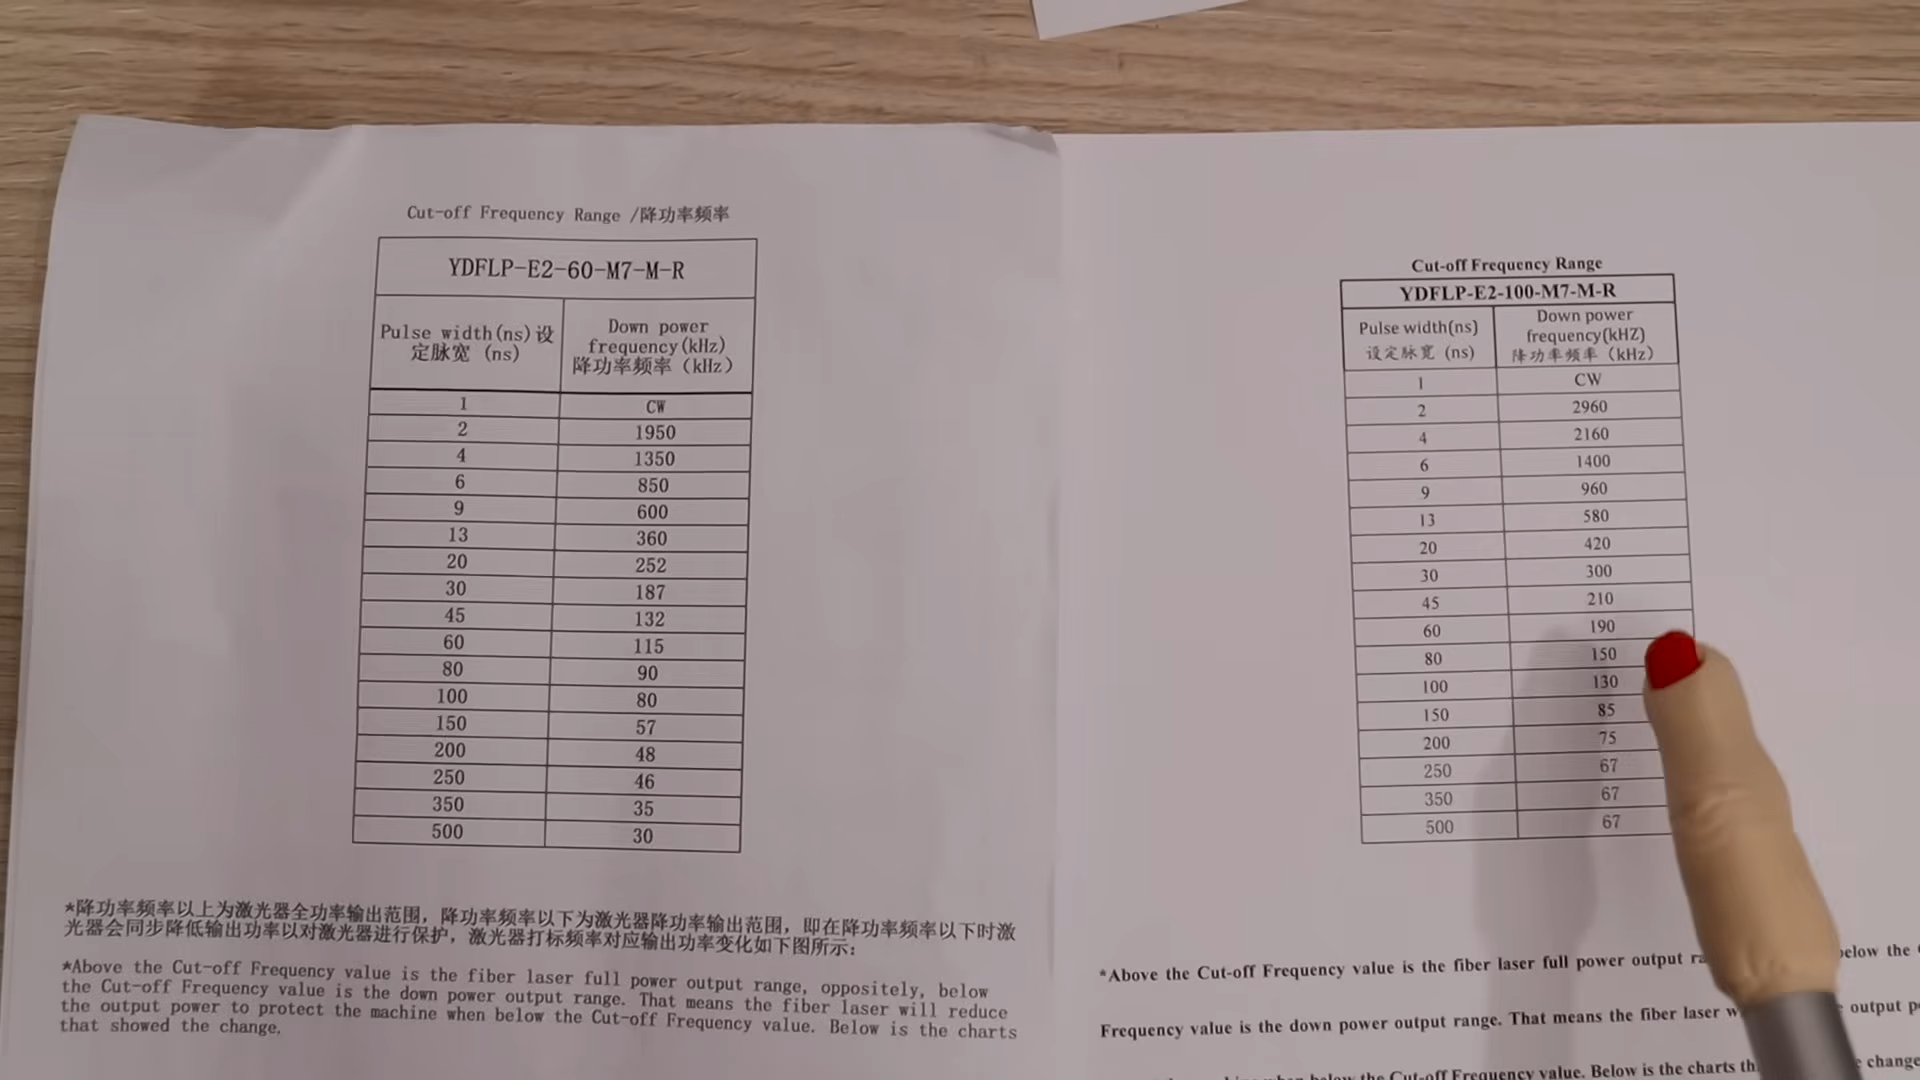 Cut-off Frequency Range /降功率频率
YDFLP-E2-60-M7-M-R
Pulse width(ns)设
定脉宽 (ns)
Down power
frequency(kHz)
降功率频率（kHz）
1 CW
2 1950
4 1350
6 850
9 600
13 360
20 252
30 187
45 132
60 115
80 90
100 80
150 57
200 48
250 46
350 35
500 30
*降功率频率以上为激光器全功率输出范围，降功率频率以下为激光器降功率输出范围，即在降功率频率以下时激
光器会同步降低输出功率以对激光器进行保护，激光器打标频率对应输出功率变化如下图所示：
*Above the Cut-off Frequency value is the fiber laser full power output range, oppositely, below
the Cut-off Frequency value is the down power output range. That means the fiber laser will reduce
the output power to protect the machine when below the Cut-off Frequency value. Below is the charts
that showed the change.
Cut-off Frequency Range
YDFLP-E2-100-M7-M-R
Pulse width(ns)
设定脉宽 (ns)
Down power
frequency(kHZ)
降功率频率（kHz）
1 CW
2 2960
4 2160
6 1400
9 960
13 580
20 420
30 300
45 210
60 190
80 150
100 130
150 85
200 75
250 67
350 67
500 67
*Above the Cut-off Frequency value is the fiber laser full power output below the
Frequency value is the down power output range. That means the fiber laser output
when below the Cut-off Frequency value. Below is the charts change